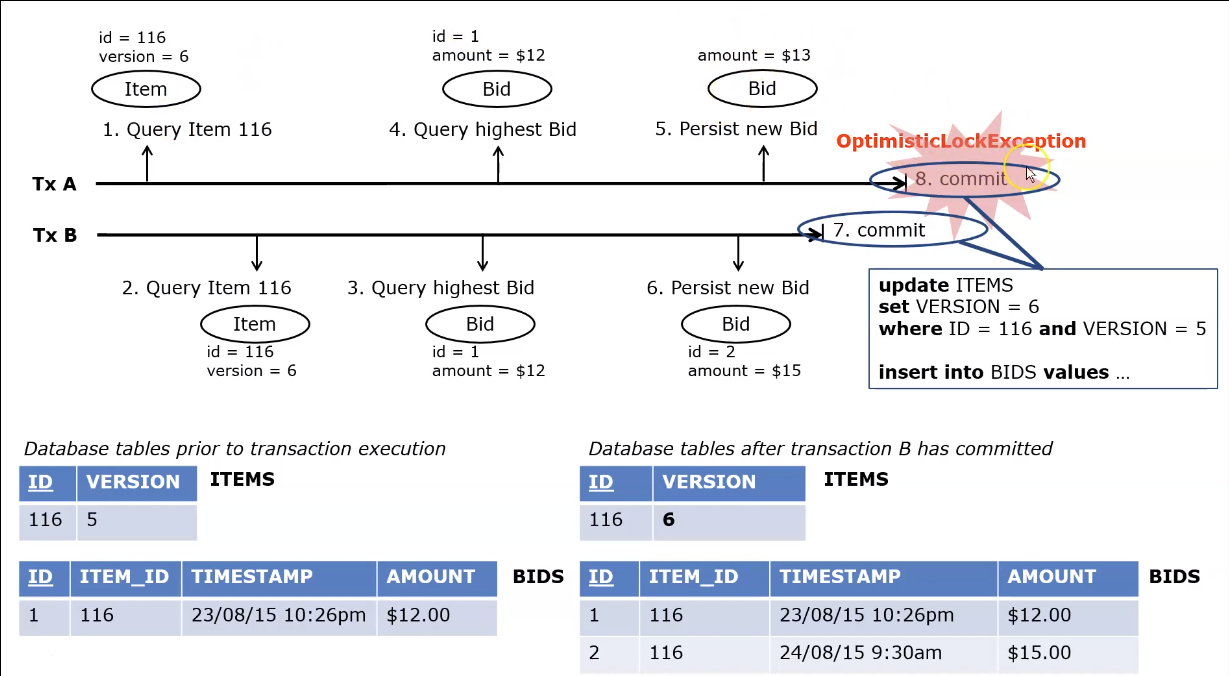 id = 116
version = 6
Item
1. Query Item 116
id = 1
amount = $12
Bid
4. Query highest Bid
amount = $13
Bid
5. Persist new Bid
OptimisticLockException
Tx A
8. commit
Tx B
7. commit
2. Query Item 116
Item
id = 116
version = 6
3. Query highest Bid
Bid
id = 1
amount = $12
6. Persist new Bid
Bid
id = 2
amount = $15
update ITEMS
set VERSION = 6
where ID = 116 and VERSION = 5
insert into BIDS values ...
Database tables prior to transaction execution
ID VERSION ITEMS
116 5
ID ITEM_ID TIMESTAMP AMOUNT BIDS
1 116 23/08/15 10:26pm $12.00
Database tables after transaction B has committed
ID VERSION ITEMS
116 6
ID ITEM_ID TIMESTAMP AMOUNT BIDS
1 116 23/08/15 10:26pm $12.00
2 116 24/08/15 9:30am $15.00